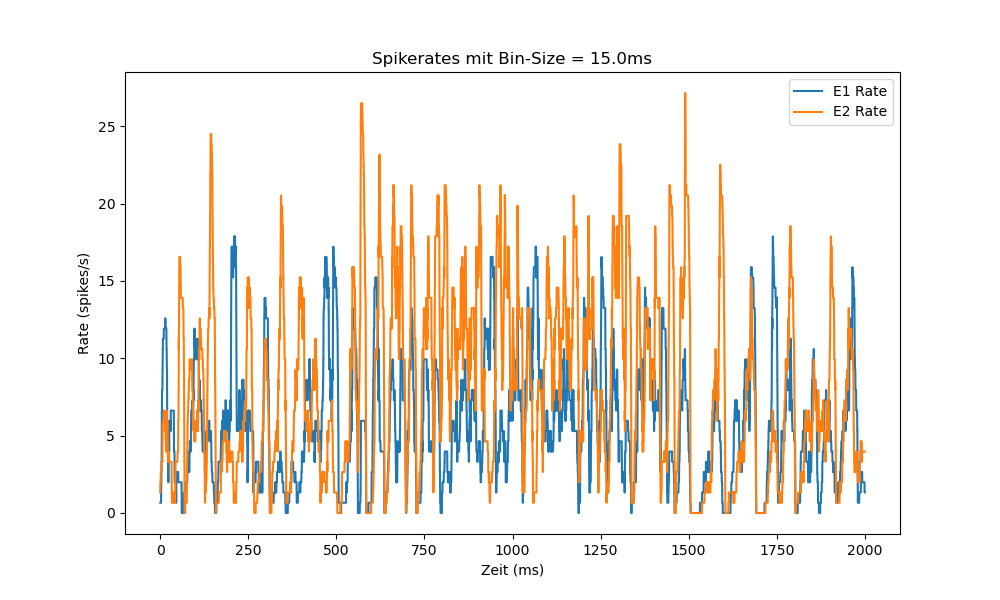 Spikerates mit Bin-Size = 15.0ms
E1 Rate
E2 Rate
Rate (spikes/s)
25
20
15
10
5
0
0 250 500 750 1000 1250 1500 1750 2000
Zeit (ms)